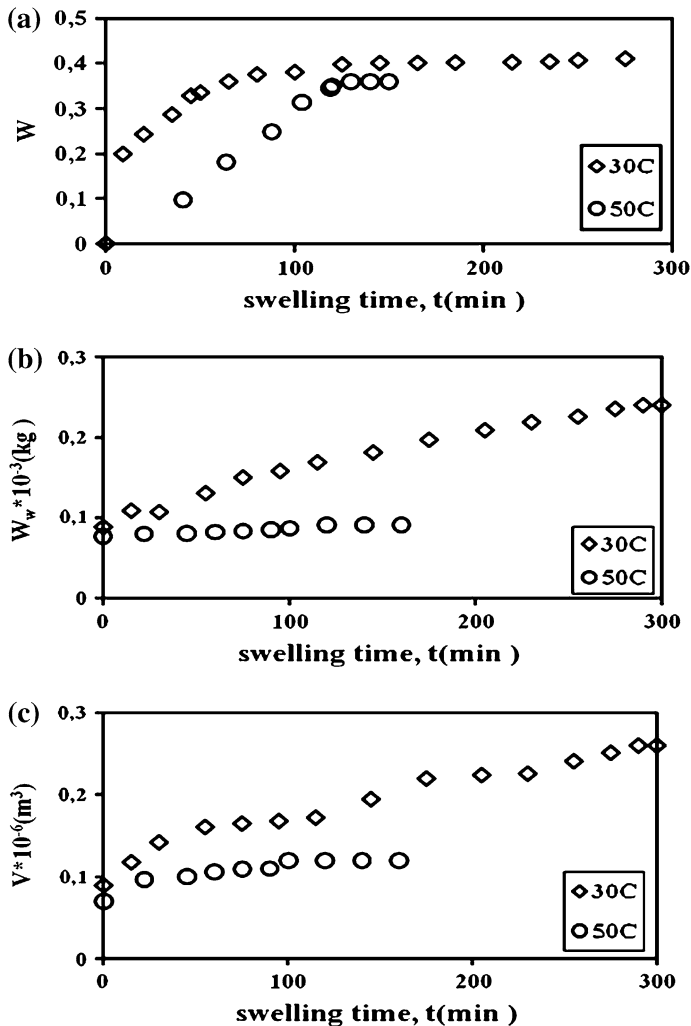 (a)
0,5
0,4
0,3
0,2
0,1
0
W
30C
50C
0 100 200 300
swelling time, t(min )
(b)
0,3
0,2
0,1
0
W_w*10⁻³(kg)
30C
50C
0 100 200 300
swelling time, t(min )
(c)
0,3
0,2
0,1
0,0
V*10⁻⁶(m³)
30C
50C
0 100 200 300
swelling time, t(min )